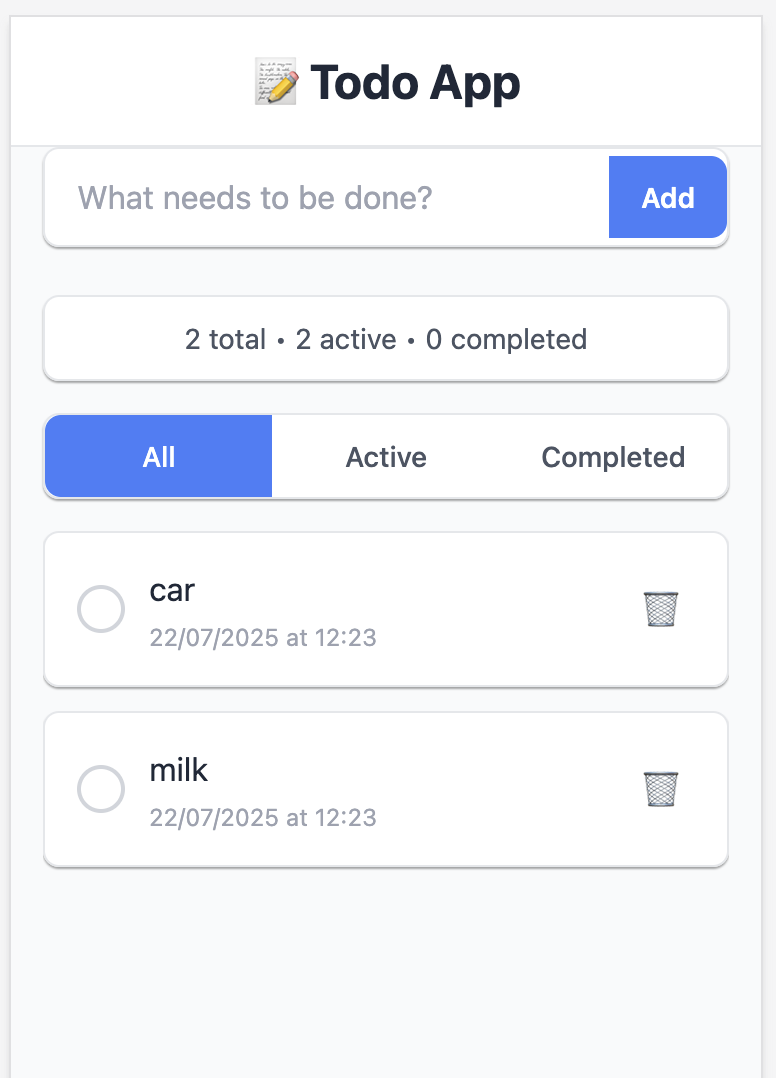 Todo App
What needs to be done?
Add
2 total • 2 active • 0 completed
All
Active
Completed
car
22/07/2025 at 12:23
milk
22/07/2025 at 12:23